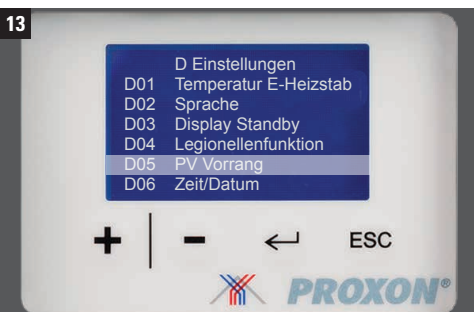 13
D Einstellungen
D01 Temperatur E-Heizstab
D02 Sprache
D03 Display Standby
D04 Legionellenfunktion
D05 PV Vorrang
D06 Zeit/Datum
+ - ↵ ESC
PROXON®